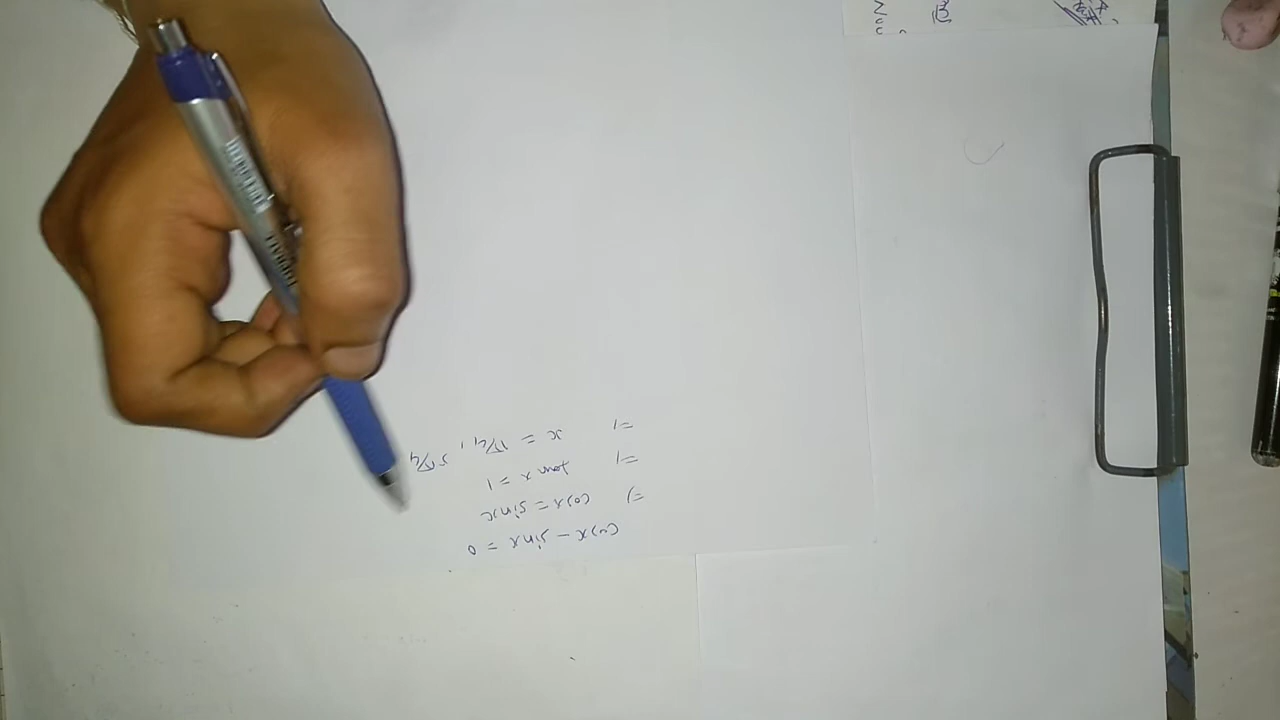 cosx - sinx = 0
=) cosx = sinx
=) tan x = 1
=) x = π/4, 5π/4